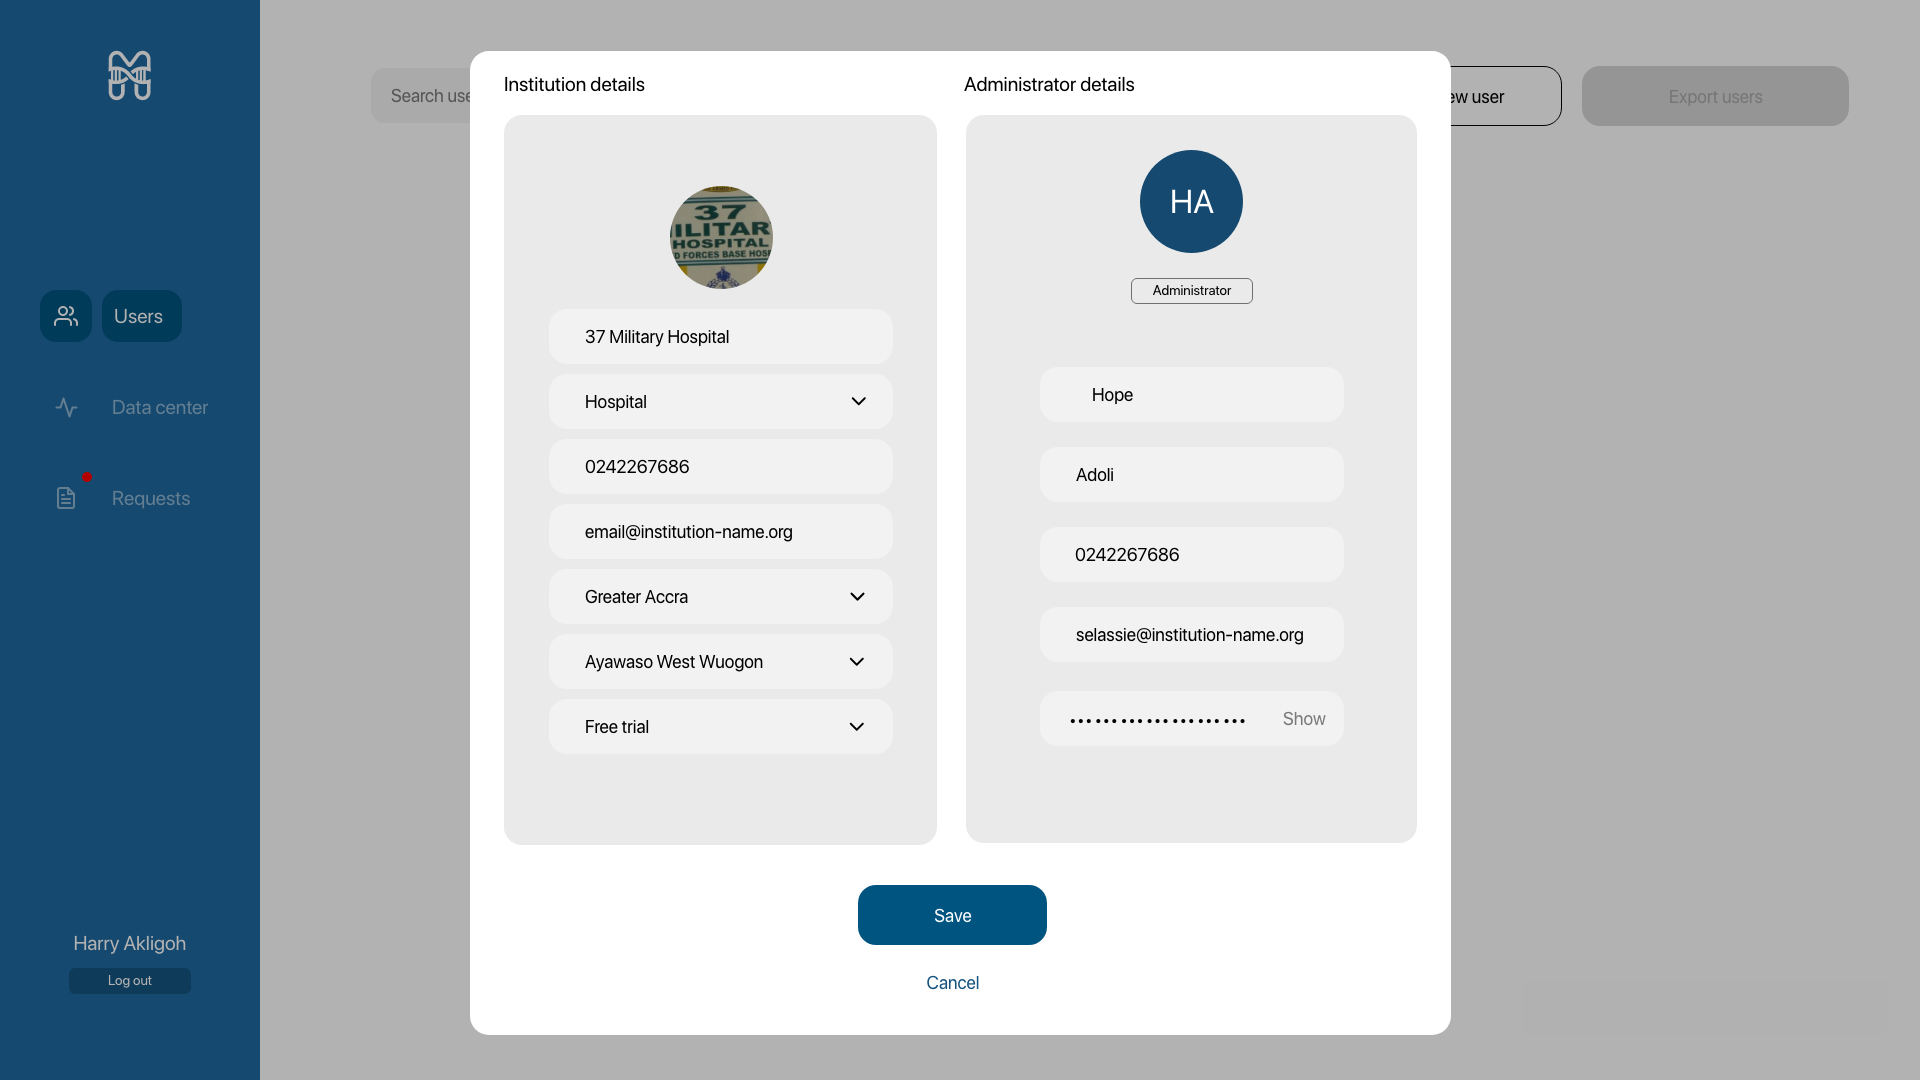 Search use
ew user
Export users
Institution details
Administrator details
37
ILITAR
HOSPITAL
D FORCES BASE HOS
HA
Administrator
37 Military Hospital
Hospital
0242267686
email@institution-name.org
Greater Accra
Ayawaso West Wuogon
Free trial
Hope
Adoli
0242267686
selassie@institution-name.org
Show
Save
Cancel
Users
Data center
Requests
Harry Akligoh
Log out